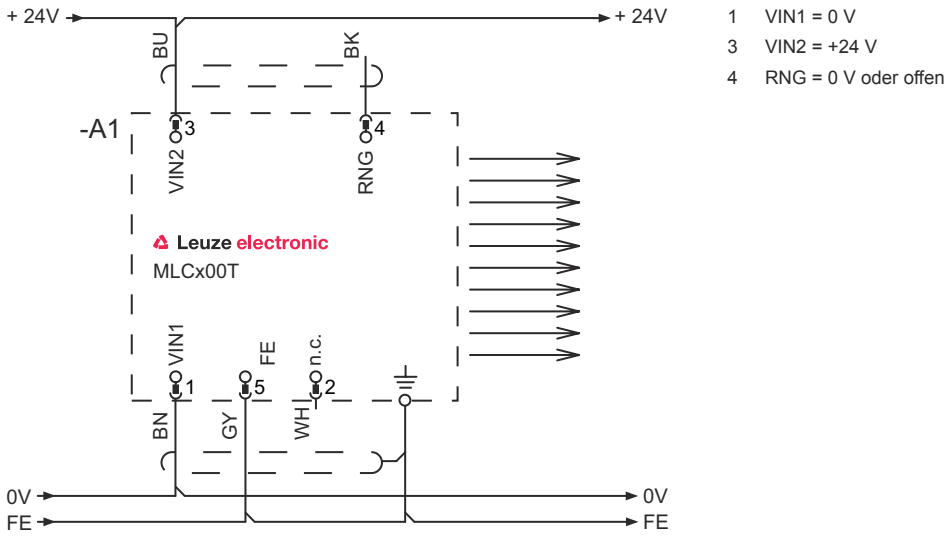 + 24V
+ 24V
1 VIN1 = 0 V
3 VIN2 = +24 V
4 RNG = 0 V oder offen
BU
BK
-A1
3
4
VIN2
RNG
Leuze electronic
MLCx00T
VIN1
FE
n.c.
1
5
2
BN
GY
WH
0V
0V
FE
FE